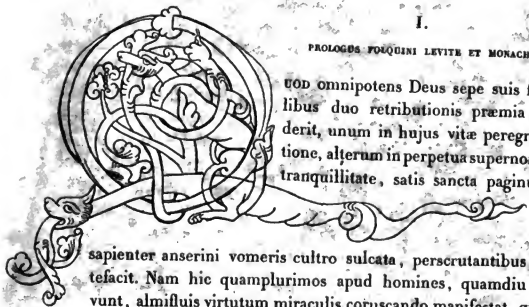 I.
PROLOGUS FOLQUINI LEVITE ET MONACH
QUOD omnipotens Deus sepe suis
libus duo retributionis præmia
derit, unum in hujus vitæ peregr
tione, alterum in perpetua superno
tranquillitate, satis sancta pagin
sapienter anserini vomeris cultro sulcata, perscrutantibus
tefacit. Nam hic quamplurimos apud homines, quamdiu
vunt, almifluis virtutum miraculis coruscando manifestat